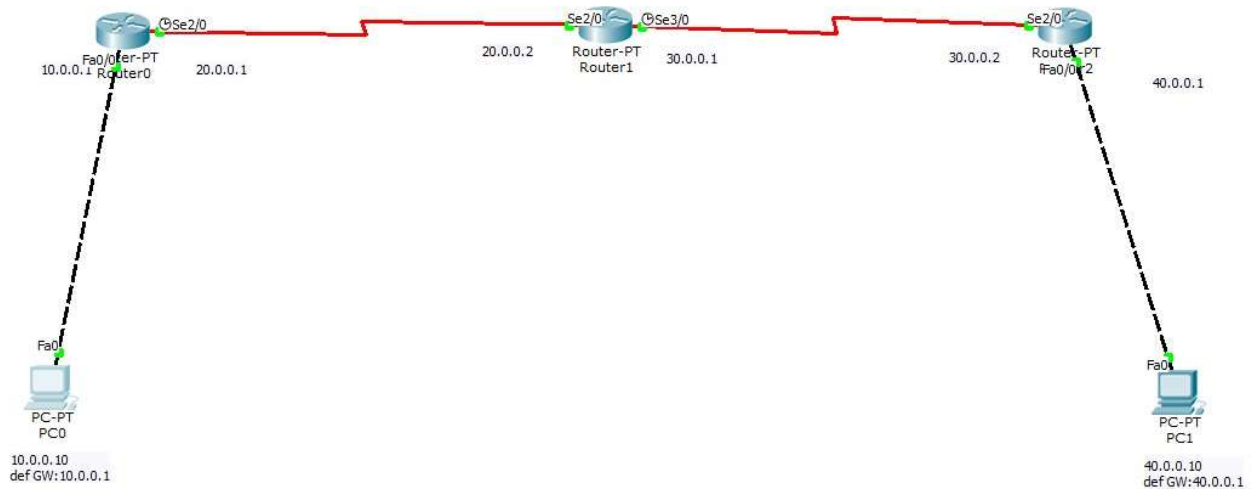 Se2/0
Fa0/0
ter-PT
Router0
10.0.0.1
20.0.0.1
Se2/0
Se3/0
20.0.0.2
Router-PT
Router1
30.0.0.1
Se2/0
30.0.0.2
Router-PT
Fa0/0
40.0.0.1
Fa0
PC-PT
PC0
10.0.0.10
def GW:10.0.0.1
Fa0
PC-PT
PC1
40.0.0.10
def GW:40.0.0.1